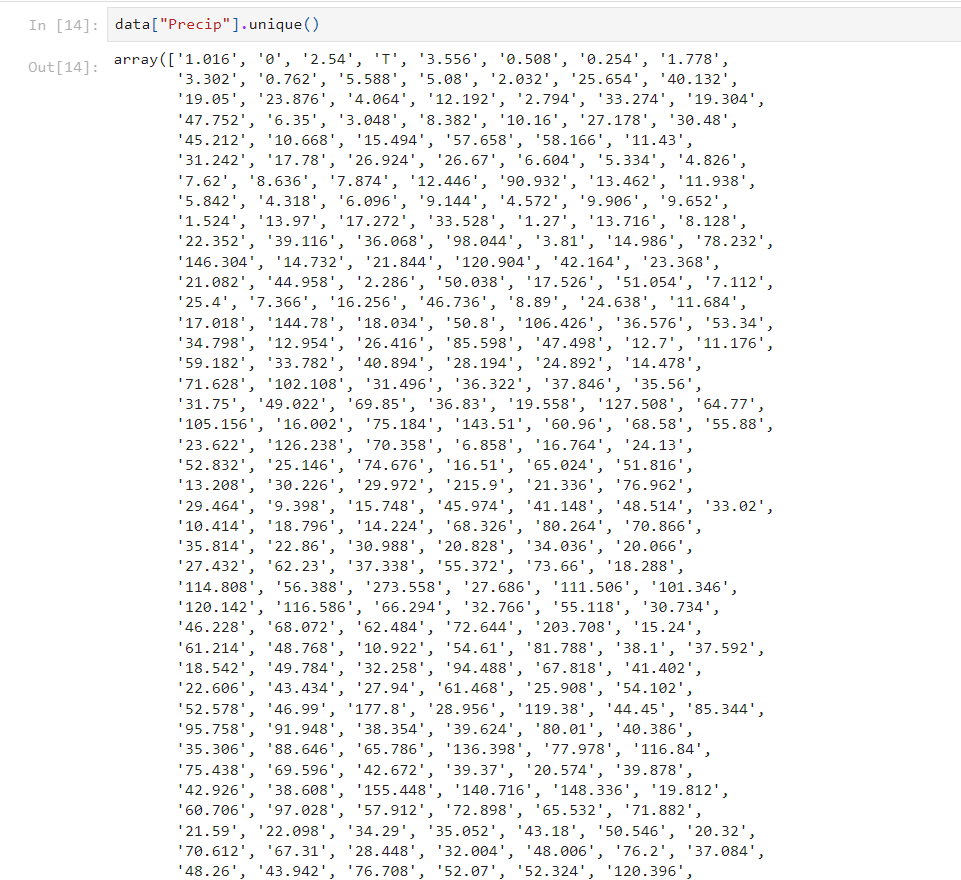 In [14]: data["Precip"].unique()
Out[14]: array(['1.016', '0', '2.54', 'T', '3.556', '0.508', '0.254', '1.778',
'3.302', '0.762', '5.588', '5.08', '2.032', '25.654', '40.132',
'19.05', '23.876', '4.064', '12.192', '2.794', '33.274', '19.304',
'47.752', '6.35', '3.048', '8.382', '10.16', '27.178', '30.48',
'45.212', '10.668', '15.494', '57.658', '58.166', '11.43',
'31.242', '17.78', '26.924', '26.67', '6.604', '5.334', '4.826',
'7.62', '8.636', '7.874', '12.446', '90.932', '13.462', '11.938',
'5.842', '4.318', '6.096', '9.144', '4.572', '9.906', '9.652',
'1.524', '13.97', '17.272', '33.528', '1.27', '13.716', '8.128',
'22.352', '39.116', '36.068', '98.044', '3.81', '14.986', '78.232',
'146.304', '14.732', '21.844', '120.904', '42.164', '23.368',
'21.082', '44.958', '2.286', '50.038', '17.526', '51.054', '7.112',
'25.4', '7.366', '16.256', '46.736', '8.89', '24.638', '11.684',
'17.018', '144.78', '18.034', '50.8', '106.426', '36.576', '53.34',
'34.798', '12.954', '26.416', '85.598', '47.498', '12.7', '11.176',
'59.182', '33.782', '40.894', '28.194', '24.892', '14.478',
'71.628', '102.108', '31.496', '36.322', '37.846', '35.56',
'31.75', '49.022', '69.85', '36.83', '19.558', '127.508', '64.77',
'105.156', '16.002', '75.184', '143.51', '60.96', '68.58', '55.88',
'23.622', '126.238', '70.358', '6.858', '16.764', '24.13',
'52.832', '25.146', '74.676', '16.51', '65.024', '51.816',
'13.208', '30.226', '29.972', '215.9', '21.336', '76.962',
'29.464', '9.398', '15.748', '45.974', '41.148', '48.514', '33.02',
'10.414', '18.796', '14.224', '68.326', '80.264', '70.866',
'35.814', '22.86', '30.988', '20.828', '34.036', '20.066',
'27.432', '62.23', '37.338', '55.372', '73.66', '18.288',
'114.808', '56.388', '273.558', '27.686', '111.506', '101.346',
'120.142', '116.586', '66.294', '32.766', '55.118', '30.734',
'46.228', '68.072', '62.484', '72.644', '203.708', '15.24',
'61.214', '48.768', '10.922', '54.61', '81.788', '38.1', '37.592',
'18.542', '49.784', '32.258', '94.488', '67.818', '41.402',
'22.606', '43.434', '27.94', '61.468', '25.908', '54.102',
'52.578', '46.99', '177.8', '28.956', '119.38', '44.45', '85.344',
'95.758', '91.948', '38.354', '39.624', '80.01', '40.386',
'35.306', '88.646', '65.786', '136.398', '77.978', '116.84',
'75.438', '69.596', '42.672', '39.37', '20.574', '39.878',
'42.926', '38.608', '155.448', '140.716', '148.336', '19.812',
'60.706', '97.028', '57.912', '72.898', '65.532', '71.882',
'21.59', '22.098', '34.29', '35.052', '43.18', '50.546', '20.32',
'70.612', '67.31', '28.448', '32.004', '48.006', '76.2', '37.084',
'48.26', '43.942', '76.708', '52.07', '52.324', '120.396',